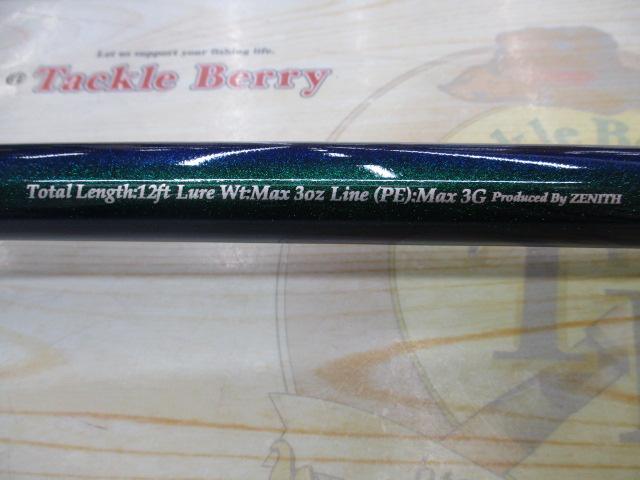 Let us support your fishing life.
@ Tackle Berry
Total Length:12ft Lure Wt:Max 3oz Line (PE):Max 3G Produced By ZENITH